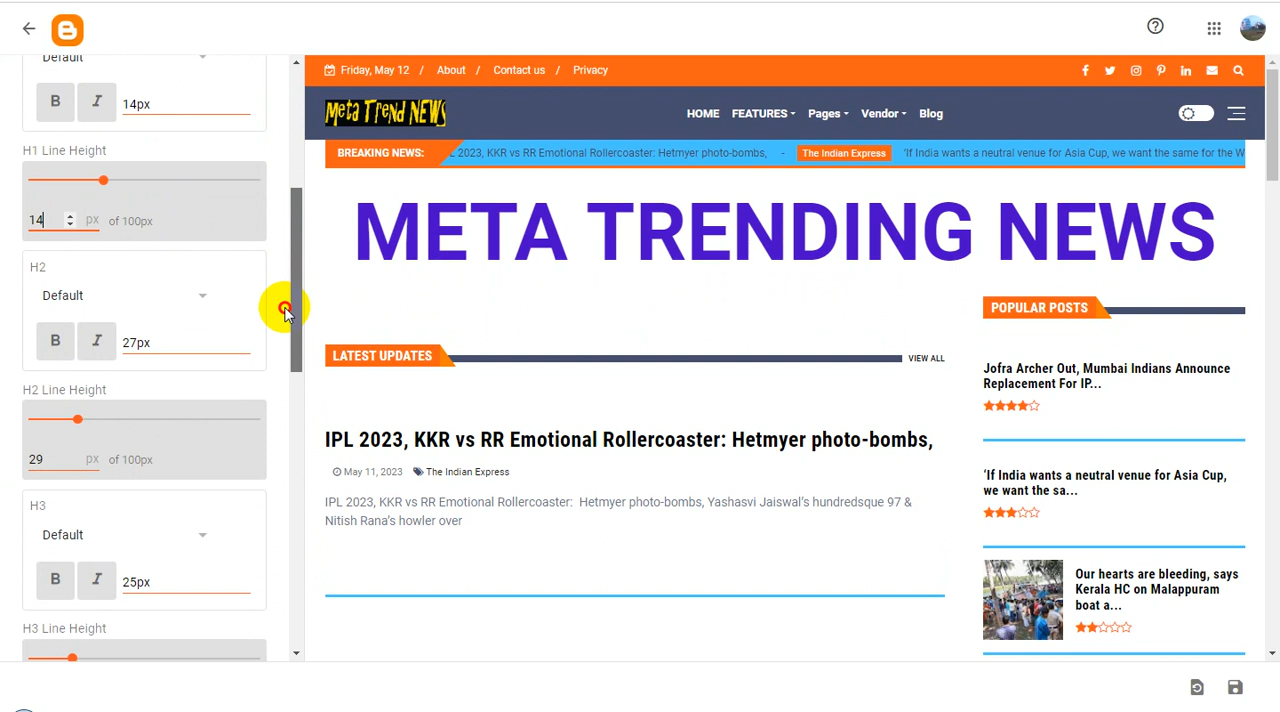 Default
B I 14px
H1 Line Height
14 px of 100px
H2
Default
B I 27px
H2 Line Height
29 px of 100px
H3
Default
B I 25px
H3 Line Height
Friday, May 12 / About / Contact us / Privacy
Meta Trend NEWS
HOME FEATURES Pages Vendor Blog
BREAKING NEWS: 2023, KKR vs RR Emotional Rollercoaster: Hetmyer photo-bombs, - The Indian Express 'If India wants a neutral venue for Asia Cup, we want the same for the W
META TRENDING NEWS
LATEST UPDATES
VIEW ALL
IPL 2023, KKR vs RR Emotional Rollercoaster: Hetmyer photo-bombs,
May 11, 2023 The Indian Express
IPL 2023, KKR vs RR Emotional Rollercoaster: Hetmyer photo-bombs, Yashasvi Jaiswal's hundredsque 97 &
Nitish Rana's howler over
POPULAR POSTS
Jofra Archer Out, Mumbai Indians Announce
Replacement For IP...
'If India wants a neutral venue for Asia Cup,
we want the sa...
Our hearts are bleeding, says
Kerala HC on Malappuram
boat a...